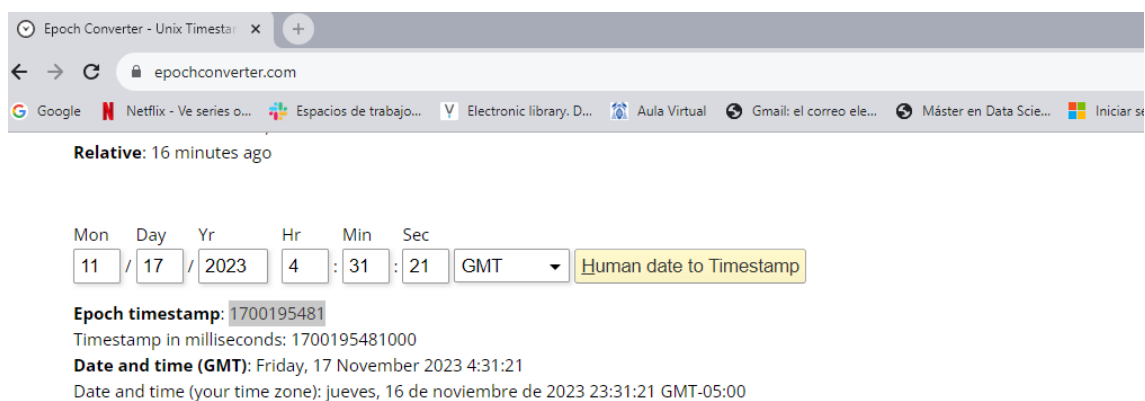 Epoch Converter - Unix Timestar
epochconverter.com
Google Netflix - Ve series o... Espacios de trabajo... Electronic library. D... Aula Virtual Gmail: el correo ele... Máster en Data Scie... Iniciar se
Relative: 16 minutes ago
Mon Day Yr Hr Min Sec
11 / 17 / 2023 4 : 31 : 21 GMT Human date to Timestamp
Epoch timestamp: 1700195481
Timestamp in milliseconds: 1700195481000
Date and time (GMT): Friday, 17 November 2023 4:31:21
Date and time (your time zone): jueves, 16 de noviembre de 2023 23:31:21 GMT-05:00